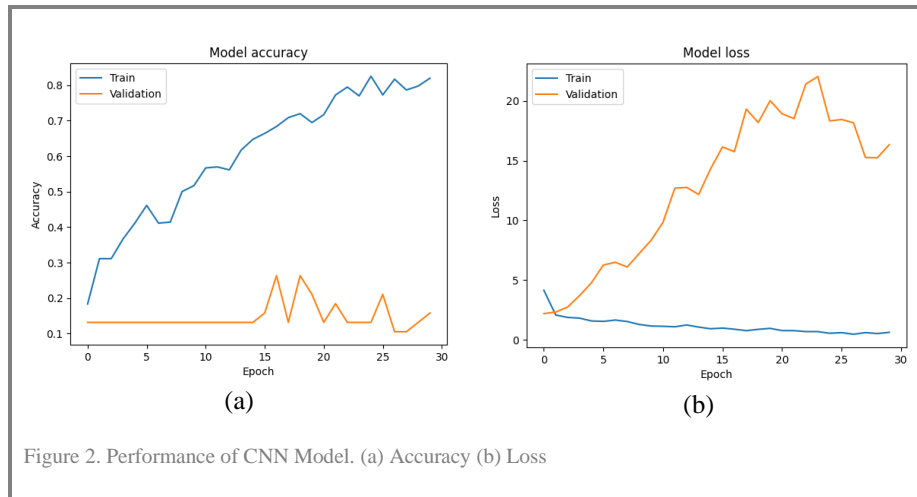 Model accuracy
Train
Validation
0.8
0.7
0.6
0.5
0.4
0.3
0.2
0.1
Accuracy
0 5 10 15 20 25 30
Epoch
(a)
Model loss
Train
Validation
20
15
10
5
0
Loss
0 5 10 15 20 25 30
Epoch
(b)
Figure 2. Performance of CNN Model. (a) Accuracy (b) Loss